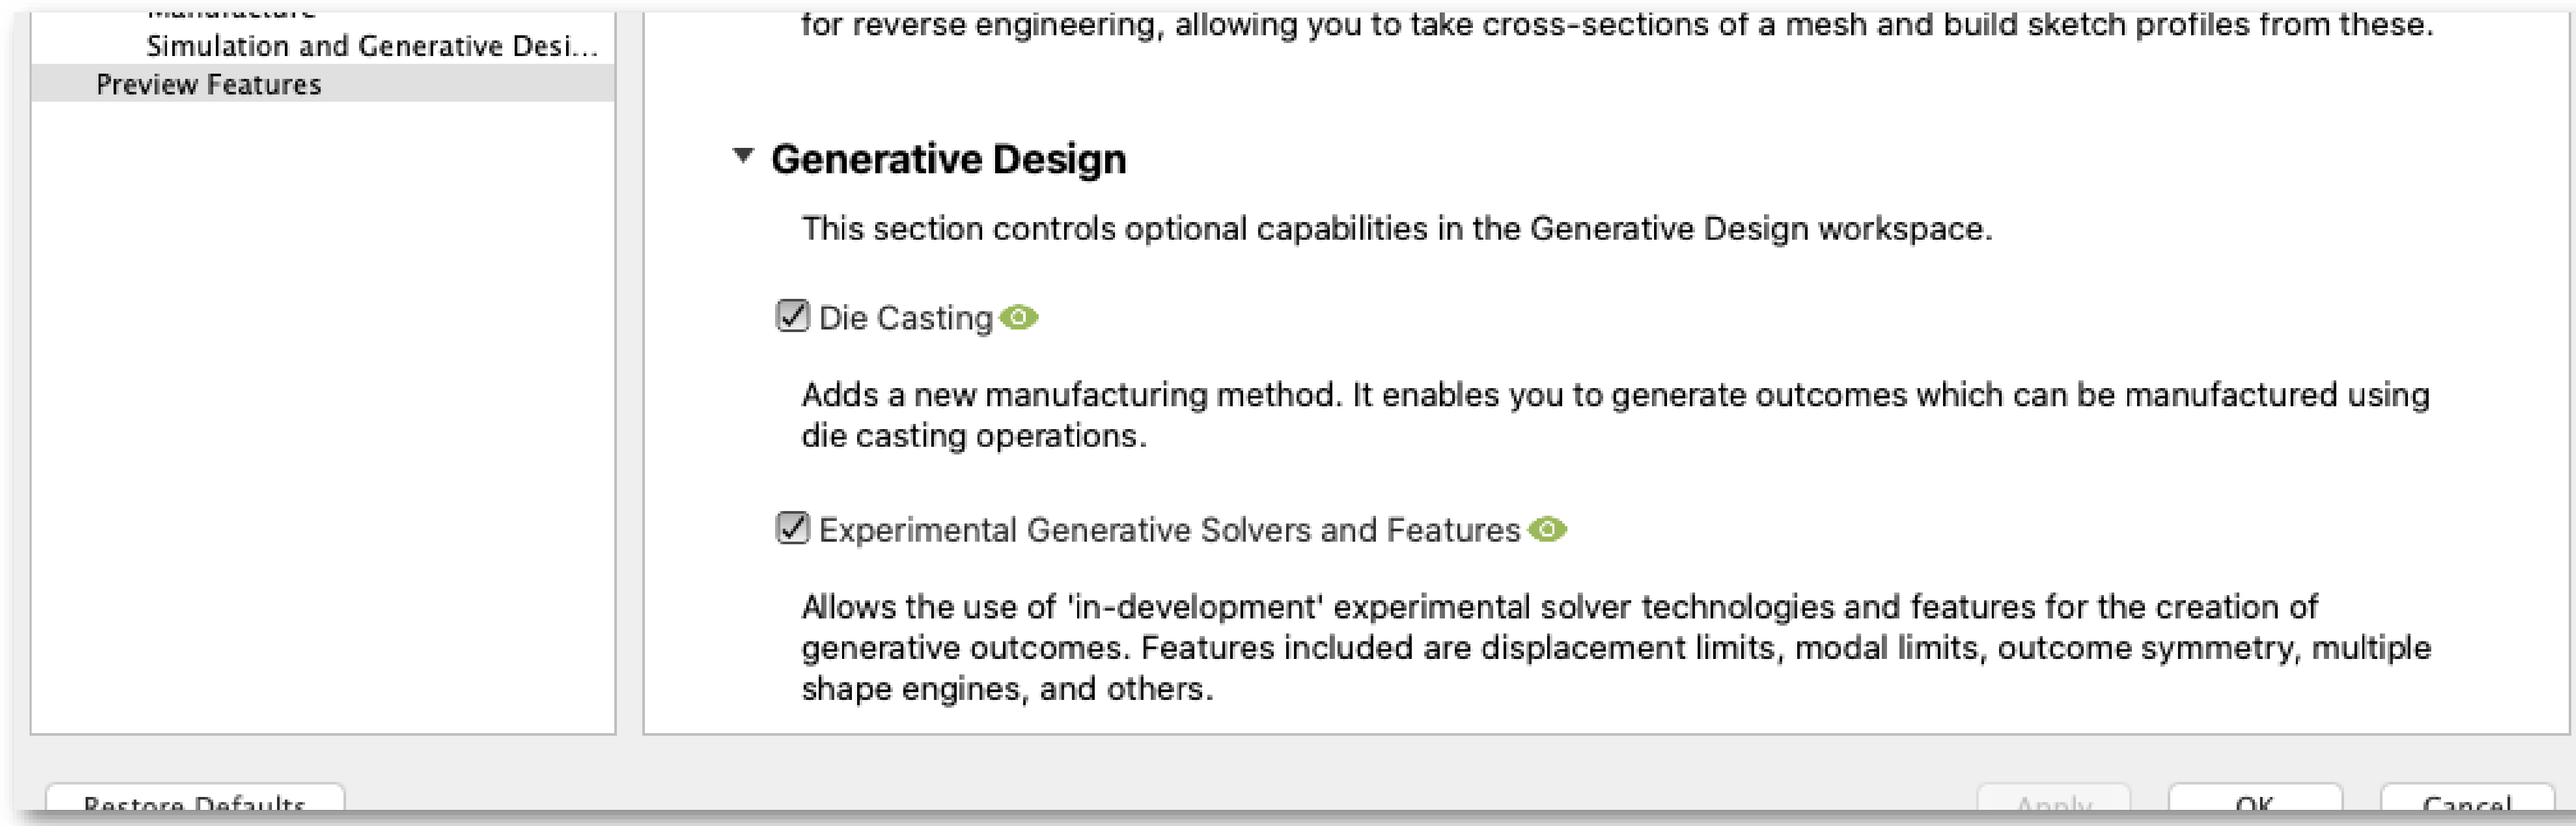 Manufacture
Simulation and Generative Desi...
Preview Features
for reverse engineering, allowing you to take cross-sections of a mesh and build sketch profiles from these.
Generative Design
This section controls optional capabilities in the Generative Design workspace.
Die Casting
Adds a new manufacturing method. It enables you to generate outcomes which can be manufactured using
die casting operations.
Experimental Generative Solvers and Features
Allows the use of 'in-development' experimental solver technologies and features for the creation of
generative outcomes. Features included are displacement limits, modal limits, outcome symmetry, multiple
shape engines, and others.
Restore Defaults
Apply
OK
Cancel